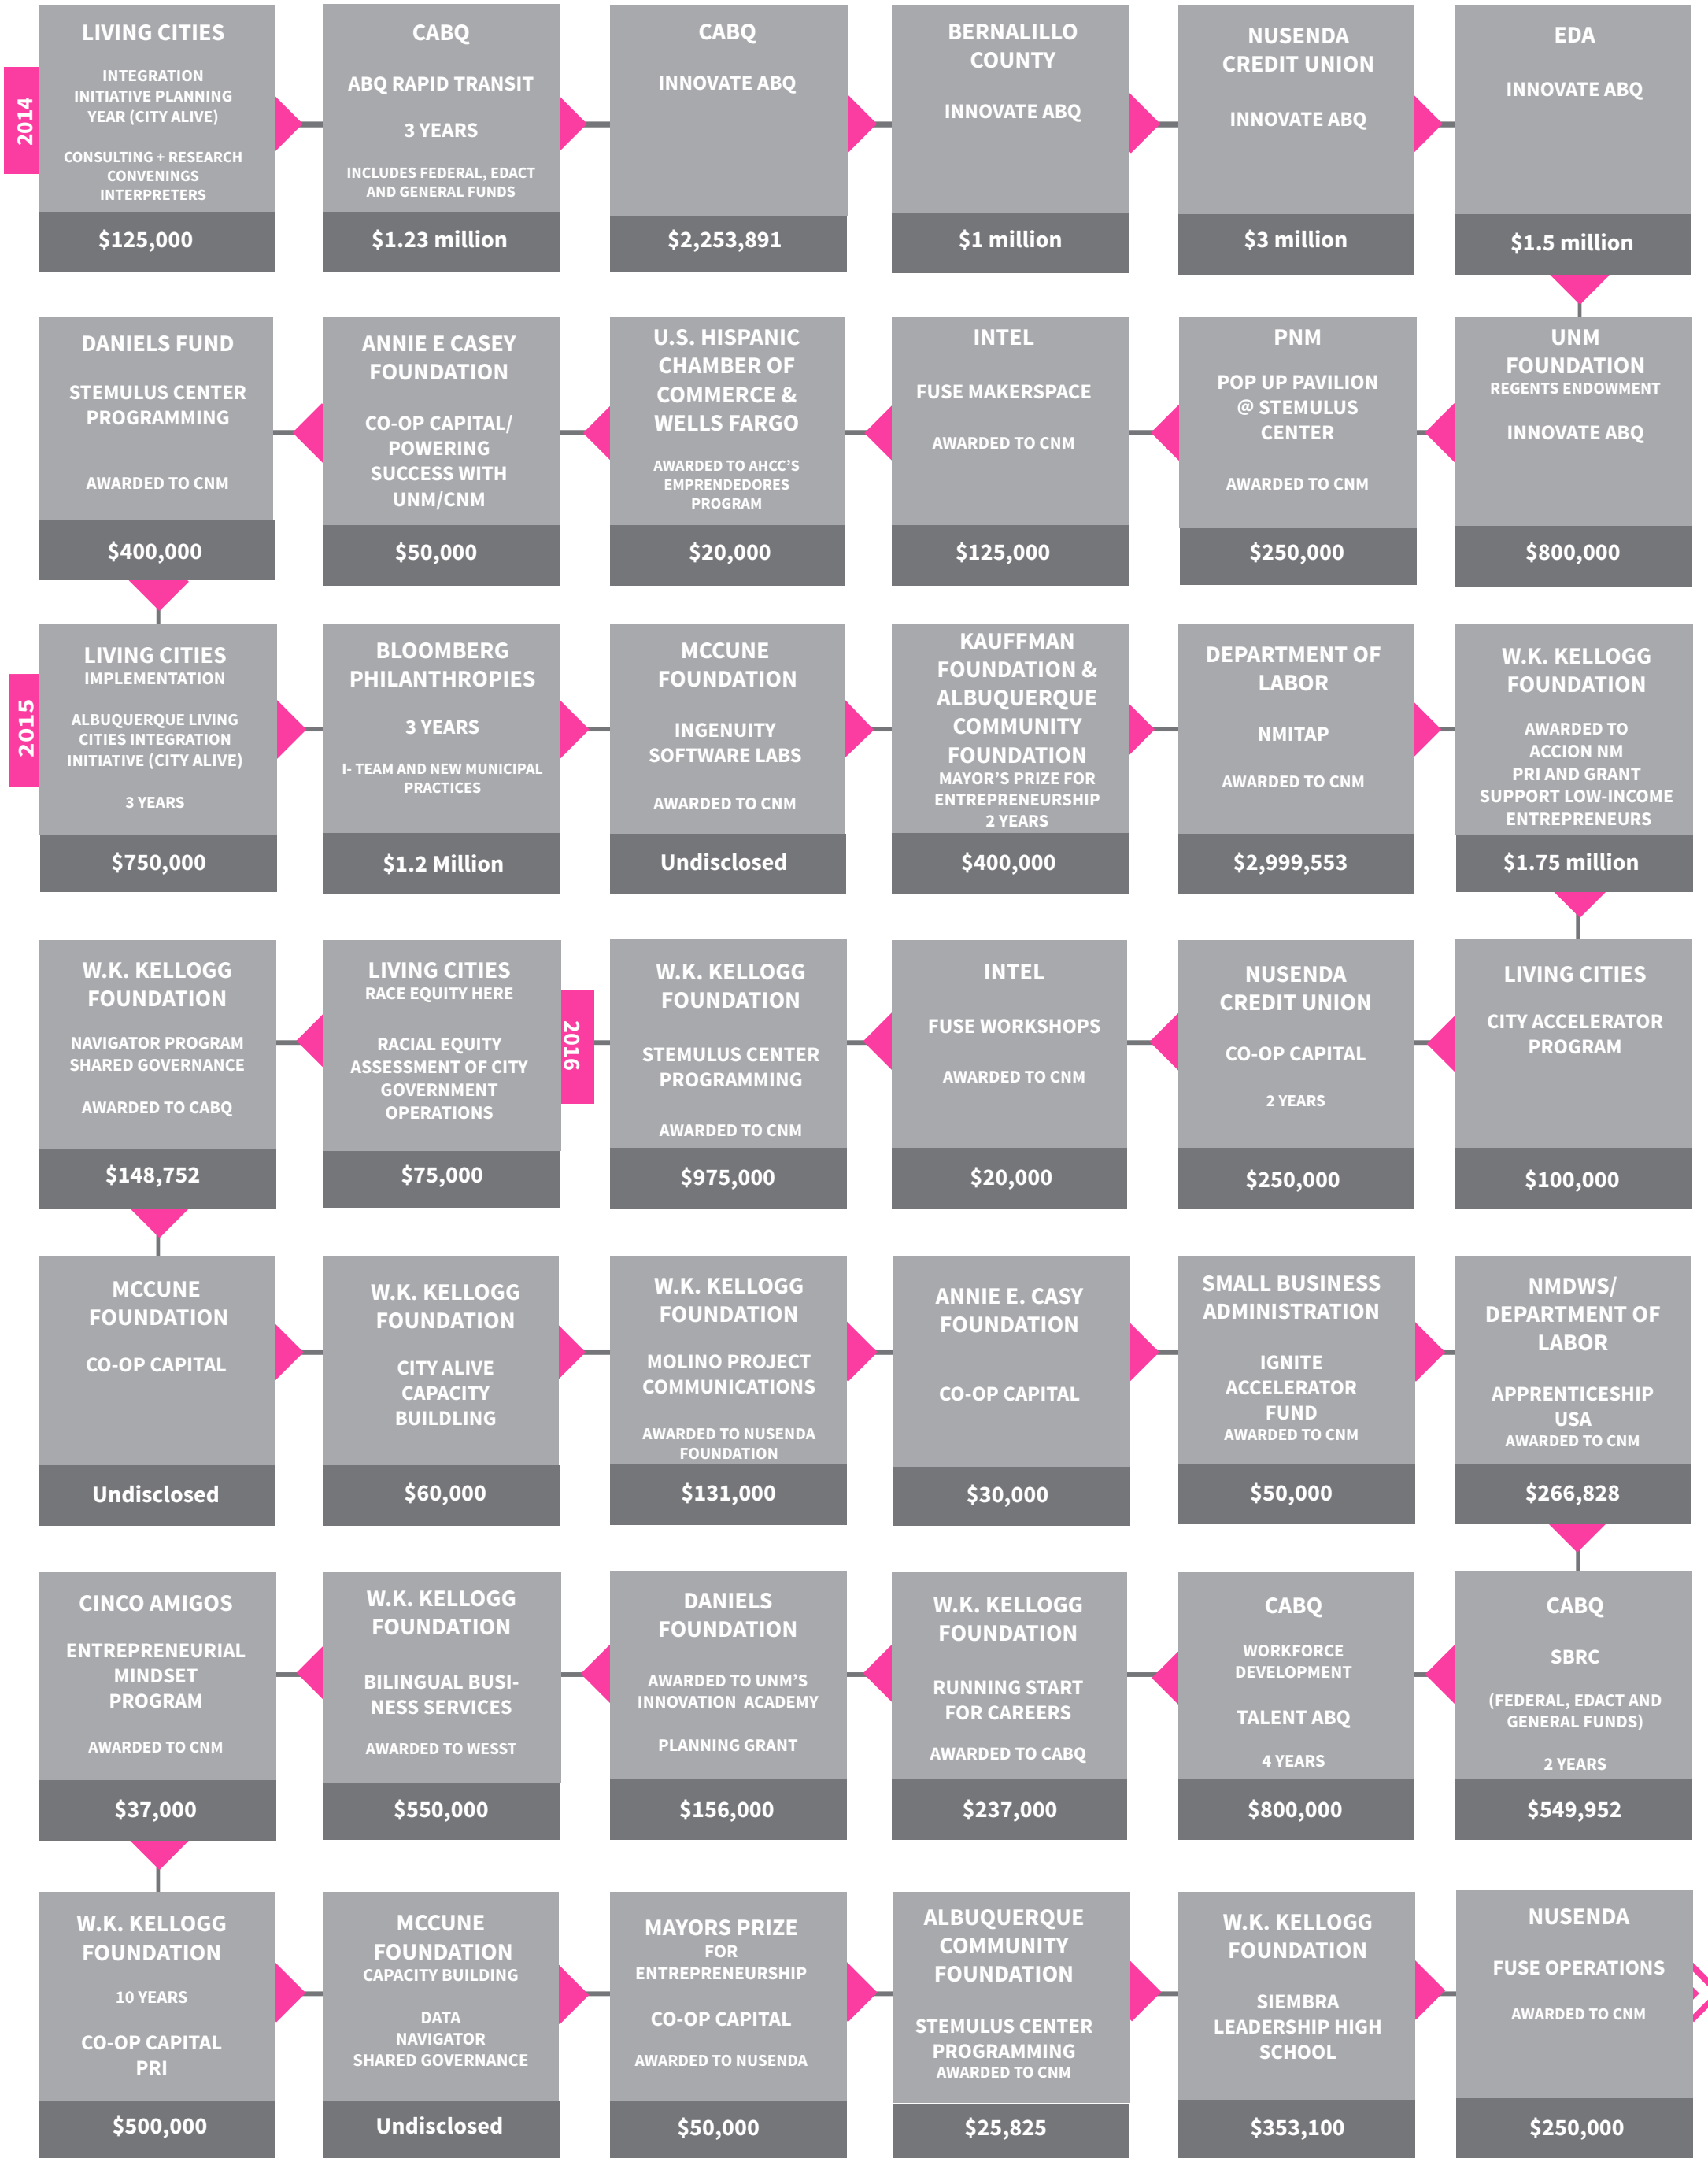 2014
LIVING CITIES
INTEGRATION
INITIATIVE PLANNING
YEAR (CITY ALIVE)
CONSULTING + RESEARCH
CONVENINGS
INTERPRETERS
$125,000
CABQ
ABQ RAPID TRANSIT
3 YEARS
INCLUDES FEDERAL, EDACT
AND GENERAL FUNDS
$1.23 million
CABQ
INNOVATE ABQ
$2,253,891
BERNALILLO
COUNTY
INNOVATE ABQ
$1 million
NUSENDA
CREDIT UNION
INNOVATE ABQ
$3 million
EDA
INNOVATE ABQ
$1.5 million
UNM
FOUNDATION
REGENTS ENDOWMENT
INNOVATE ABQ
$800,000
PNM
POP UP PAVILION
@ STEMULUS
CENTER
AWARDED TO CNM
$250,000
INTEL
FUSE MAKERSPACE
AWARDED TO CNM
$125,000
U.S. HISPANIC
CHAMBER OF
COMMERCE &
WELLS FARGO
AWARDED TO AHCC'S
EMPRENDEDORES
PROGRAM
$20,000
ANNIE E CASEY
FOUNDATION
CO-OP CAPITAL/
POWERING
SUCCESS WITH
UNM/CNM
$50,000
DANIELS FUND
STEMULUS CENTER
PROGRAMMING
AWARDED TO CNM
$400,000
2015
LIVING CITIES
IMPLEMENTATION
ALBUQUERQUE LIVING
CITIES INTEGRATION
INITIATIVE (CITY ALIVE)
3 YEARS
$750,000
BLOOMBERG
PHILANTHROPIES
3 YEARS
I- TEAM AND NEW MUNICIPAL
PRACTICES
$1.2 Million
MCCUNE
FOUNDATION
INGENUITY
SOFTWARE LABS
AWARDED TO CNM
Undisclosed
KAUFFMAN
FOUNDATION &
ALBUQUERQUE
COMMUNITY
FOUNDATION
MAYOR'S PRIZE FOR
ENTREPRENEURSHIP
2 YEARS
$400,000
DEPARTMENT OF
LABOR
NMITAP
AWARDED TO CNM
$2,999,553
W.K. KELLOGG
FOUNDATION
AWARDED TO
ACCION NM
PRI AND GRANT
SUPPORT LOW-INCOME
ENTREPRENEURS
$1.75 million
LIVING CITIES
CITY ACCELERATOR
PROGRAM
$100,000
NUSENDA
CREDIT UNION
CO-OP CAPITAL
2 YEARS
$250,000
INTEL
FUSE WORKSHOPS
AWARDED TO CNM
$20,000
W.K. KELLOGG
FOUNDATION
STEMULUS CENTER
PROGRAMMING
AWARDED TO CNM
$975,000
2016
LIVING CITIES
RACE EQUITY HERE
RACIAL EQUITY
ASSESSMENT OF CITY
GOVERNMENT
OPERATIONS
$75,000
W.K. KELLOGG
FOUNDATION
NAVIGATOR PROGRAM
SHARED GOVERNANCE
AWARDED TO CABQ
$148,752
MCCUNE
FOUNDATION
CO-OP CAPITAL
Undisclosed
W.K. KELLOGG
FOUNDATION
CITY ALIVE
CAPACITY
BUILDLING
$60,000
W.K. KELLOGG
FOUNDATION
MOLINO PROJECT
COMMUNICATIONS
AWARDED TO NUSENDA
FOUNDATION
$131,000
ANNIE E. CASY
FOUNDATION
CO-OP CAPITAL
$30,000
SMALL BUSINESS
ADMINISTRATION
IGNITE
ACCELERATOR
FUND
AWARDED TO CNM
$50,000
NMDWS/
DEPARTMENT OF
LABOR
APPRENTICESHIP
USA
AWARDED TO CNM
$266,828
CABQ
SBRC
(FEDERAL, EDACT AND
GENERAL FUNDS)
2 YEARS
$549,952
CABQ
WORKFORCE
DEVELOPMENT
TALENT ABQ
4 YEARS
$800,000
W.K. KELLOGG
FOUNDATION
RUNNING START
FOR CAREERS
AWARDED TO CABQ
$237,000
DANIELS
FOUNDATION
AWARDED TO UNM'S
INNOVATION ACADEMY
PLANNING GRANT
$156,000
W.K. KELLOGG
FOUNDATION
BILINGUAL BUSI-
NESS SERVICES
AWARDED TO WESST
$550,000
CINCO AMIGOS
ENTREPRENEURIAL
MINDSET
PROGRAM
AWARDED TO CNM
$37,000
W.K. KELLOGG
FOUNDATION
10 YEARS
CO-OP CAPITAL
PRI
$500,000
MCCUNE
FOUNDATION
CAPACITY BUILDING
DATA
NAVIGATOR
SHARED GOVERNANCE
Undisclosed
MAYORS PRIZE
FOR
ENTREPRENEURSHIP
CO-OP CAPITAL
AWARDED TO NUSENDA
$50,000
ALBUQUERQUE
COMMUNITY
FOUNDATION
STEMULUS CENTER
PROGRAMMING
AWARDED TO CNM
$25,825
W.K. KELLOGG
FOUNDATION
SIEMBRA
LEADERSHIP HIGH
SCHOOL
$353,100
NUSENDA
FUSE OPERATIONS
AWARDED TO CNM
$250,000